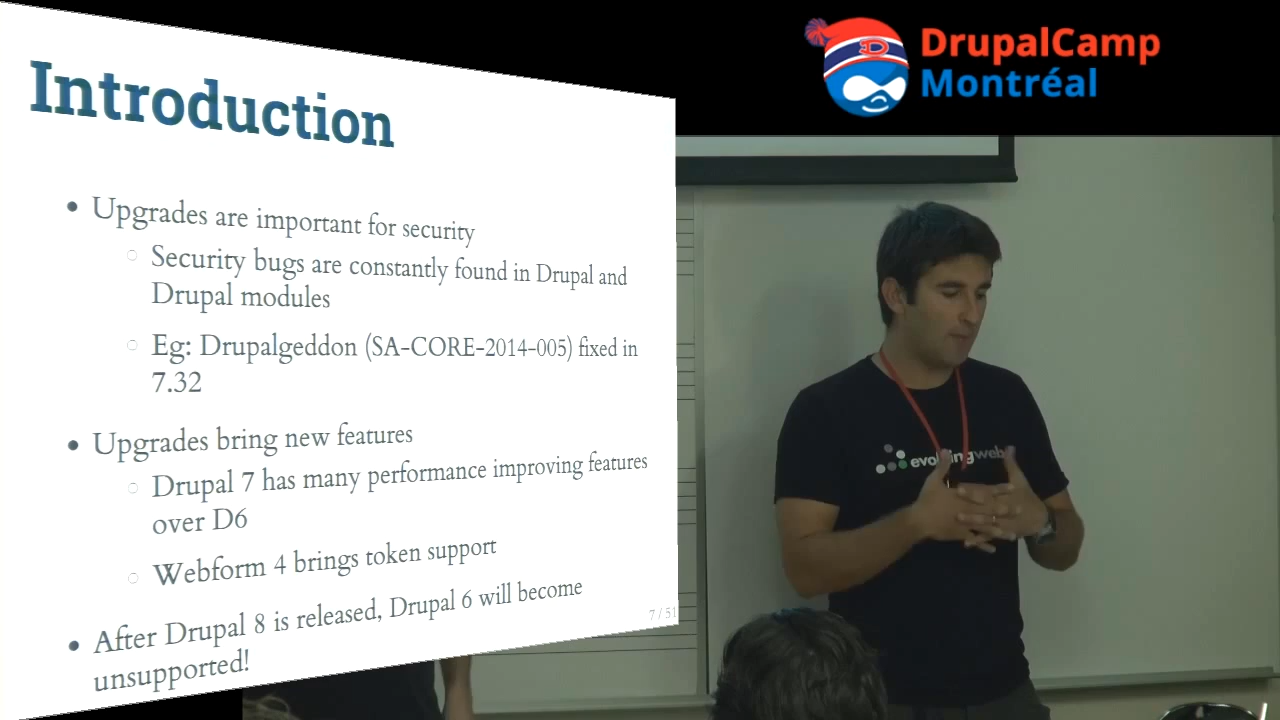 DrupalCamp
Montréal
Introduction
Upgrades are important for security
Security bugs are constantly found in Drupal and
Drupal modules
Eg: Drupalgeddon (SA-CORE-2014-005) fixed in
7.32
Upgrades bring new features
Drupal 7 has many performance improving features
over D6
Webform 4 brings token support
After Drupal 8 is released, Drupal 6 will become
unsupported!
7 / 51